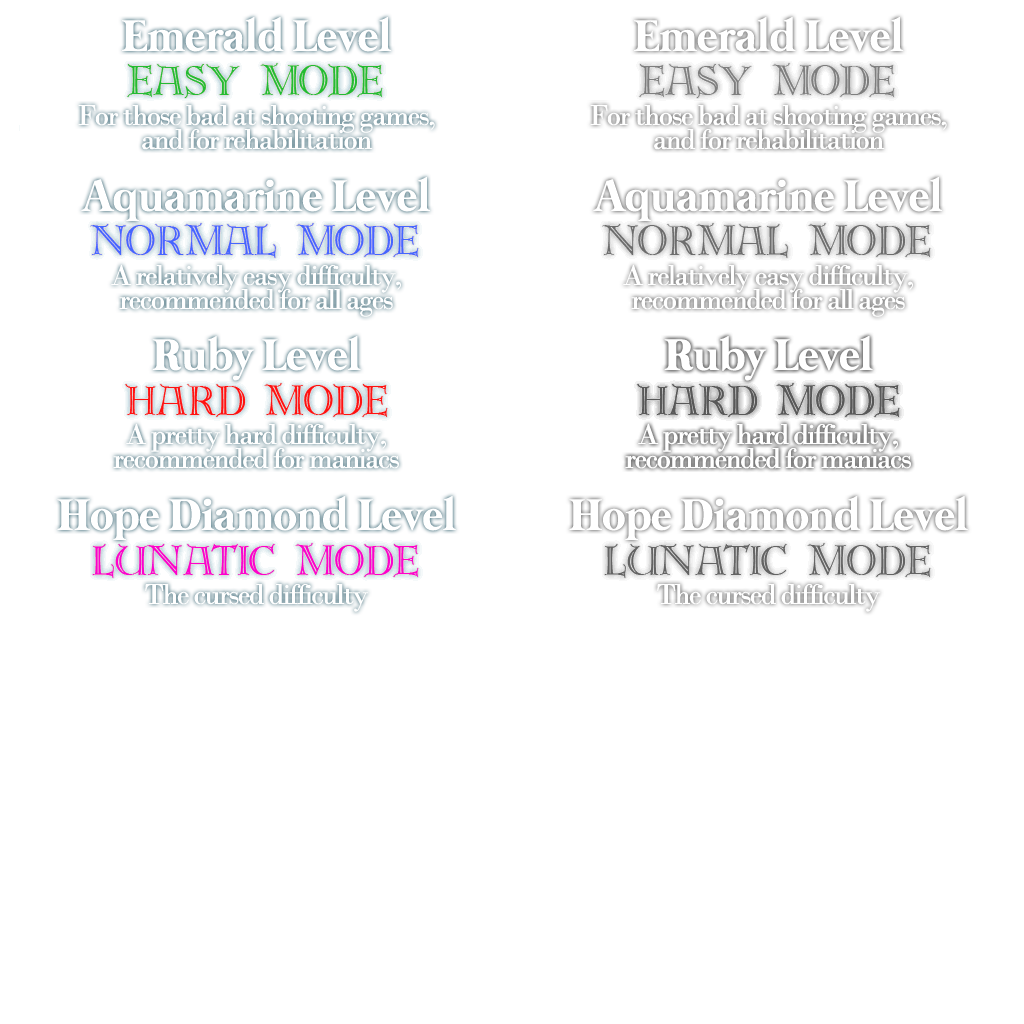 Emerald Level
EASY MODE
For those bad at shooting games,
and for rehabilitation
Aquamarine Level
NORMAL MODE
A relatively easy difficulty,
recommended for all ages
Ruby Level
HARD MODE
A pretty hard difficulty,
recommended for maniacs
Hope Diamond Level
LUNATIC MODE
The cursed difficulty
Emerald Level
EASY MODE
For those bad at shooting games,
and for rehabilitation
Aquamarine Level
NORMAL MODE
A relatively easy difficulty,
recommended for all ages
Ruby Level
HARD MODE
A pretty hard difficulty,
recommended for maniacs
Hope Diamond Level
LUNATIC MODE
The cursed difficulty